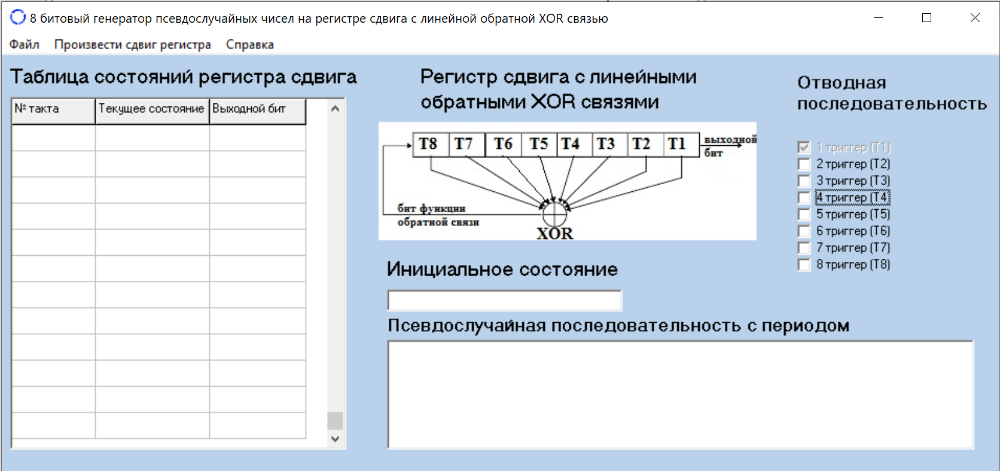 8 битовый генератор псевдослучайных чисел на регистре сдвига с линейной обратной XOR связью
Файл Произвести сдвиг регистра Справка
Таблица состояний регистра сдвига
№ такта Текущее состояние Выходной бит
Регистр сдвига с линейными
обратными XOR связями
T8 T7 T6 T5 T4 T3 T2 T1
выходной
бит
бит функции
обратной связи
XOR
Инициальное состояние
Псевдослучайная последовательность с периодом
Отводная
последовательность
1 триггер (T1)
2 триггер (T2)
3 триггер (T3)
4 триггер (T4)
5 триггер (T5)
6 триггер (T6)
7 триггер (T7)
8 триггер (T8)